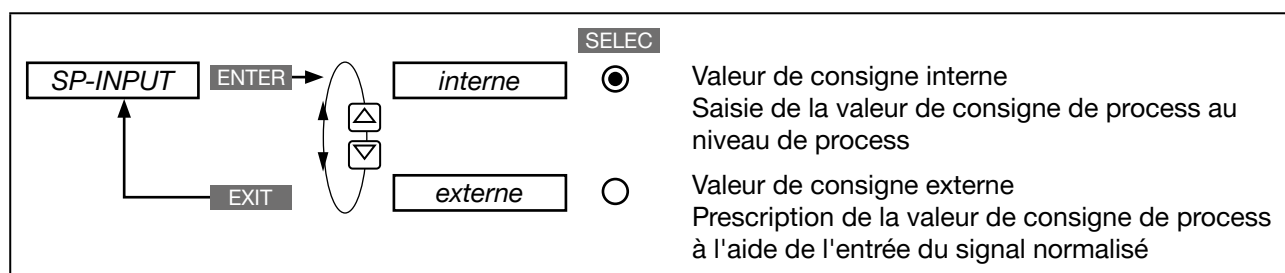 SELEC
SP-INPUT ENTER interne Valeur de consigne interne
Saisie de la valeur de consigne de process au
niveau de process
EXIT externe Valeur de consigne externe
Prescription de la valeur de consigne de process
à l'aide de l'entrée du signal normalisé